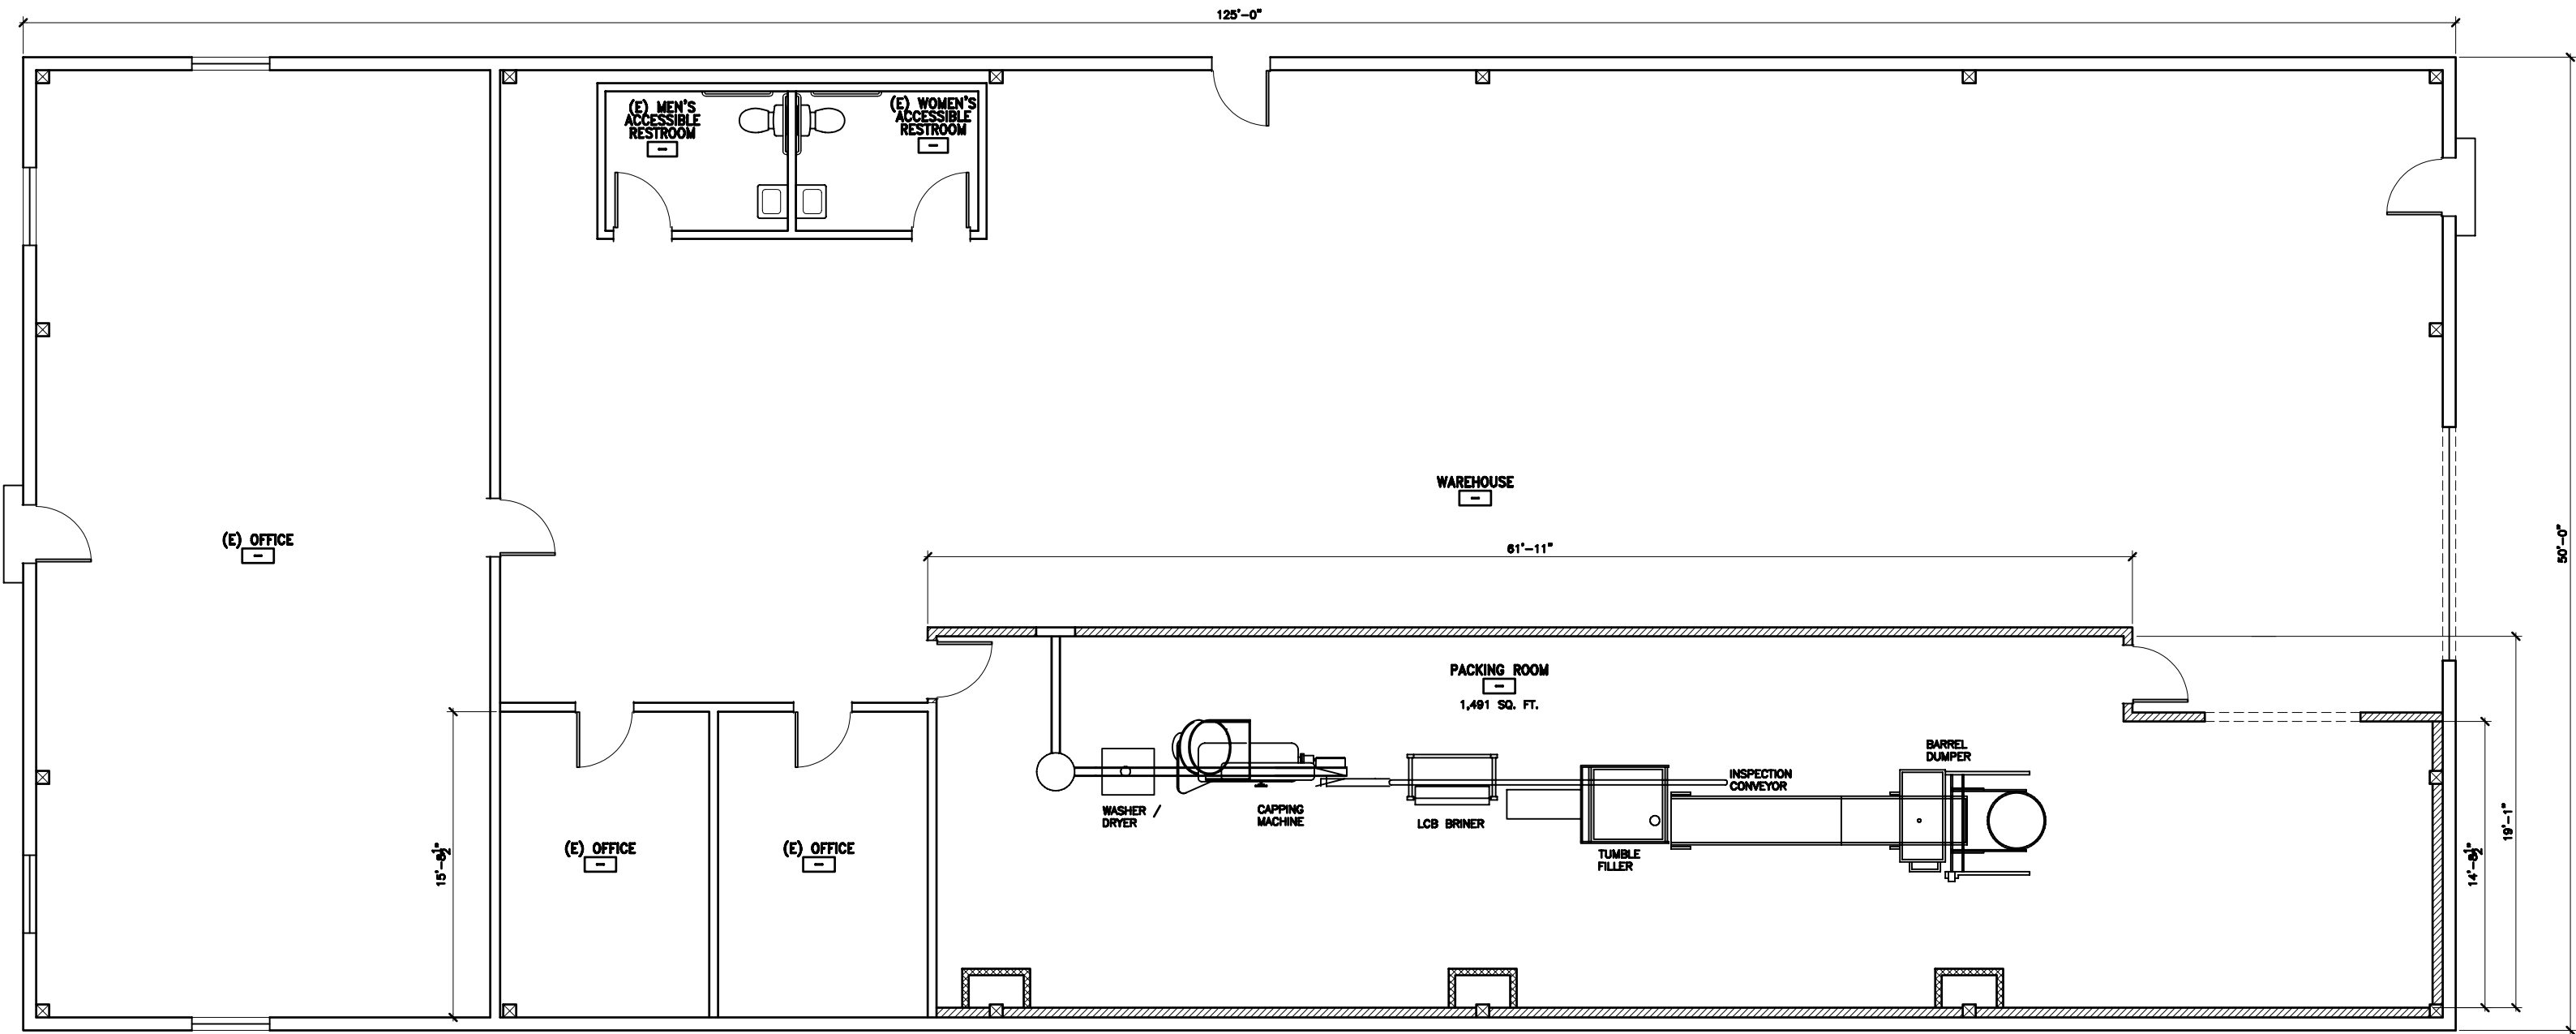 125'-0"
(E) MEN'S
ACCESSIBLE
RESTROOM
-
(E) WOMEN'S
ACCESSIBLE
RESTROOM
-
WAREHOUSE
-
(E) OFFICE
-
61'-11"
50'-0"
PACKING ROOM
-
1,491 SQ. FT.
BARREL
DUMPER
INSPECTION
CONVEYOR
WASHER /
DRYER
CAPPING
MACHINE
LCB BRINER
TUMBLE
FILLER
19'-1"
14'-8½"
15'-8½"
(E) OFFICE
-
(E) OFFICE
-